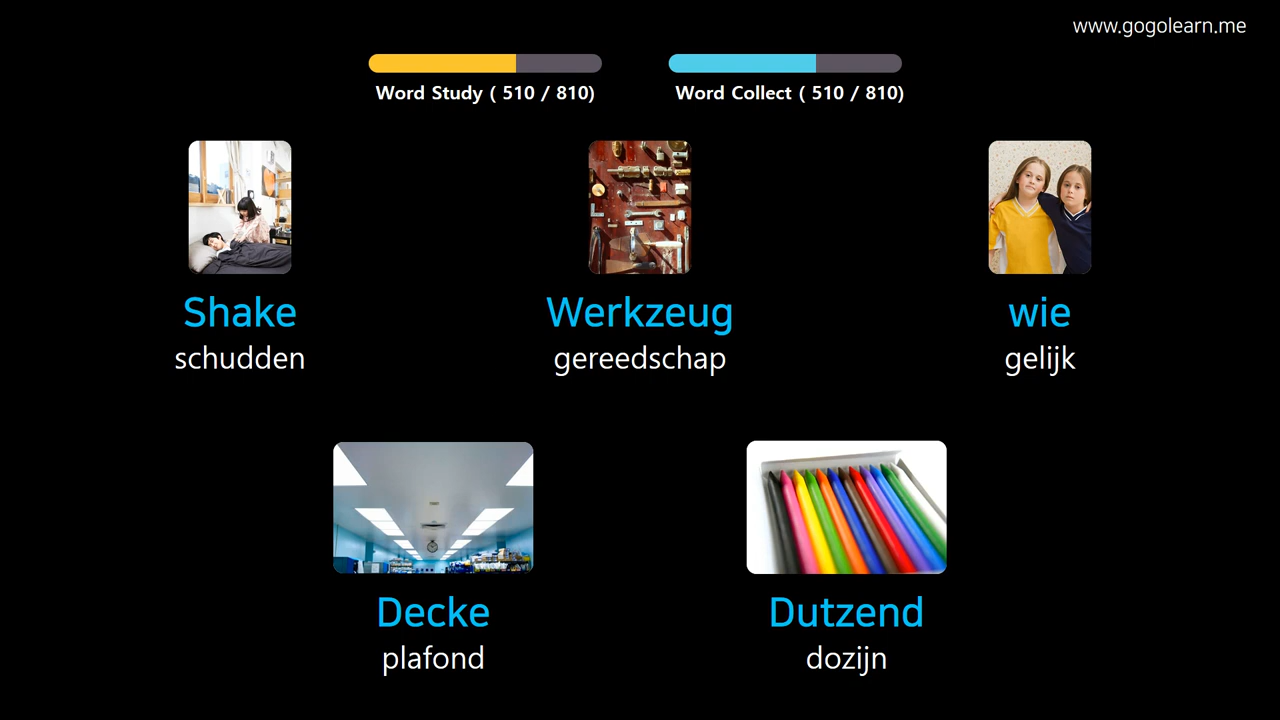 www.gogolearn.me
Word Study ( 510 / 810)
Word Collect ( 510 / 810)
Shake
schudden
Werkzeug
gereedschap
wie
gelijk
Decke
plafond
Dutzend
dozijn